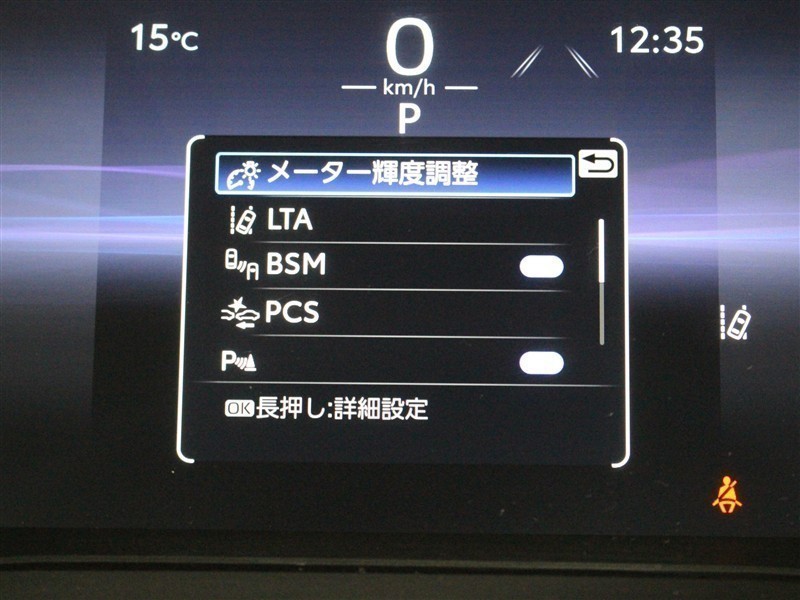 15℃
0
12:35
km/h
P
メーター輝度調整
LTA
BSM
PCS
P
OK長押し:詳細設定